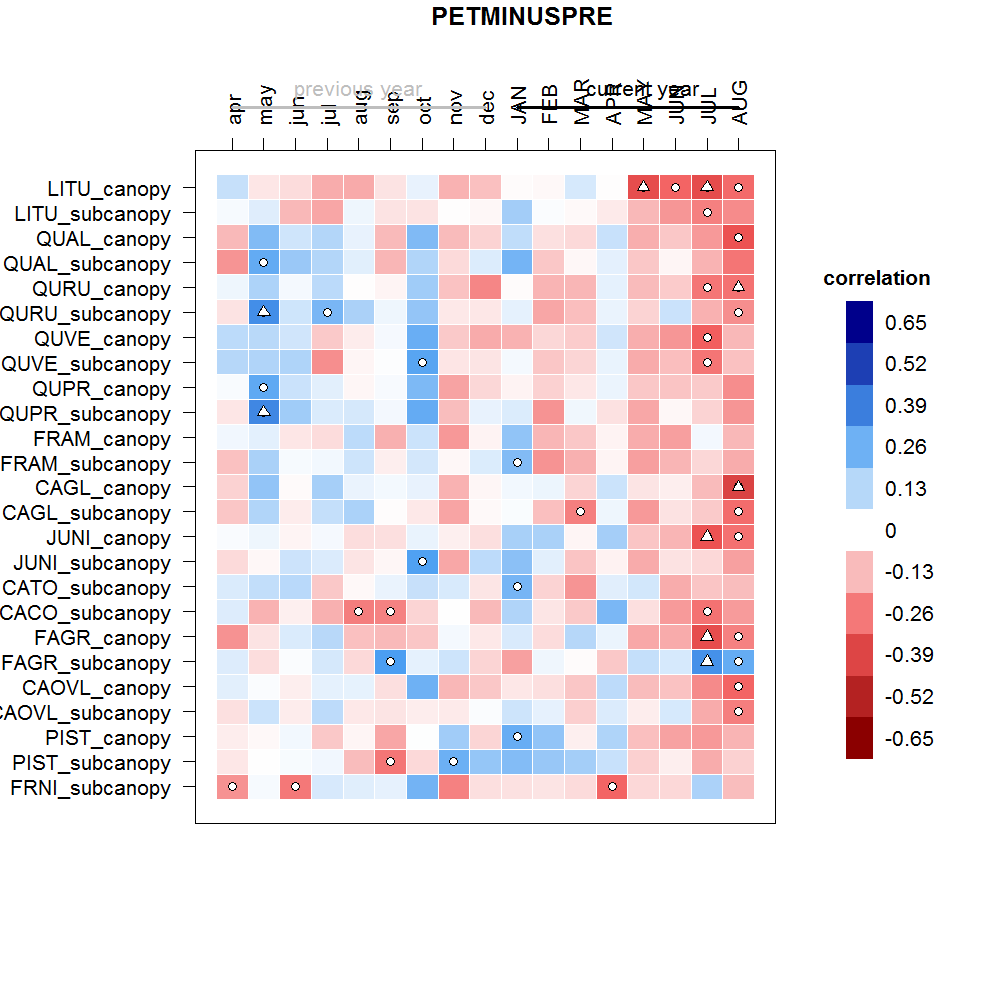 PETMINUSPRE
previous year
current year
apr
may
jun
jul
aug
sep
oct
nov
dec
JAN
FEB
MAR
APR
MAY
JUN
JUL
AUG
LITU_canopy
LITU_subcanopy
QUAL_canopy
QUAL_subcanopy
QURU_canopy
QURU_subcanopy
QUVE_canopy
QUVE_subcanopy
QUPR_canopy
QUPR_subcanopy
FRAM_canopy
FRAM_subcanopy
CAGL_canopy
CAGL_subcanopy
JUNI_canopy
JUNI_subcanopy
CATO_subcanopy
CACO_subcanopy
FAGR_canopy
FAGR_subcanopy
CAOVL_canopy
CAOVL_subcanopy
PIST_canopy
PIST_subcanopy
FRNI_subcanopy
correlation
0.65
0.52
0.39
0.26
0.13
0
-0.13
-0.26
-0.39
-0.52
-0.65